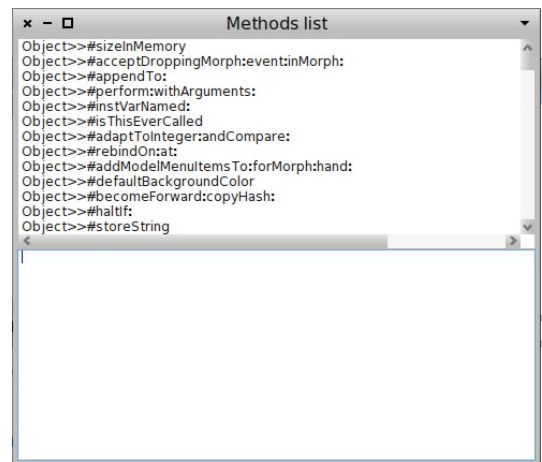 Methods list
Object>>#sizeInMemory
Object>>#acceptDroppingMorph:event:inMorph:
Object>>#appendTo:
Object>>#perform:withArguments:
Object>>#instVarNamed:
Object>>#isThisEverCalled
Object>>#adaptToInteger:andCompare:
Object>>#rebindOn:at:
Object>>#addModelMenuItemsTo:forMorph:hand:
Object>>#defaultBackgroundColor
Object>>#becomeForward:copyHash:
Object>>#haltIf:
Object>>#storeString